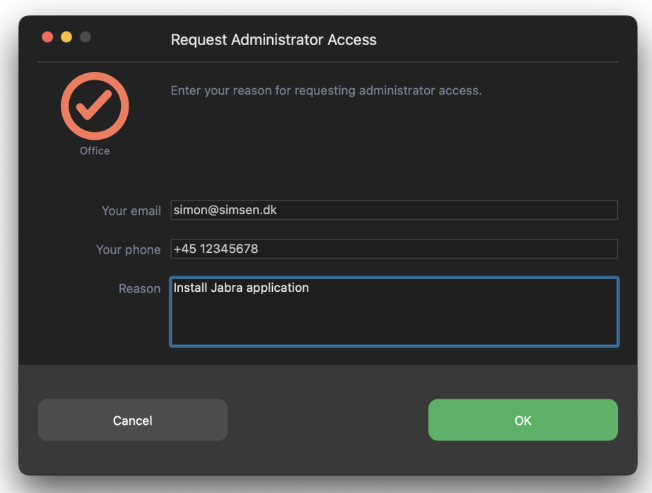 Request Administrator Access
Enter your reason for requesting administrator access.
Office
Your email simon@simsen.dk
Your phone +45 12345678
Reason Install Jabra application
Cancel OK